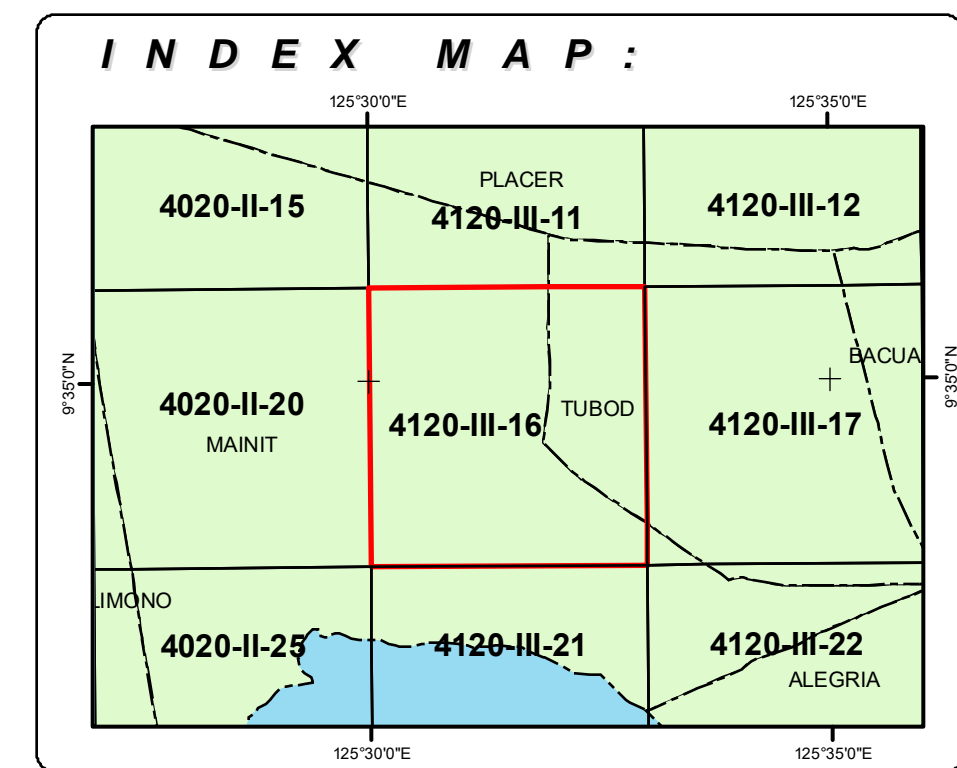 INDEX MAP:
125°30'0"E
125°35'0"E
PLACER
4020-II-15
4120-III-11
4120-III-12
9°35'0"N
BACUA
9°35'0"N
4020-II-20
4120-III-16
TUBOD
4120-III-17
MAINIT
LIMONO
4020-II-25
4120-III-21
4120-III-22
ALEGRIA
125°30'0"E
125°35'0"E